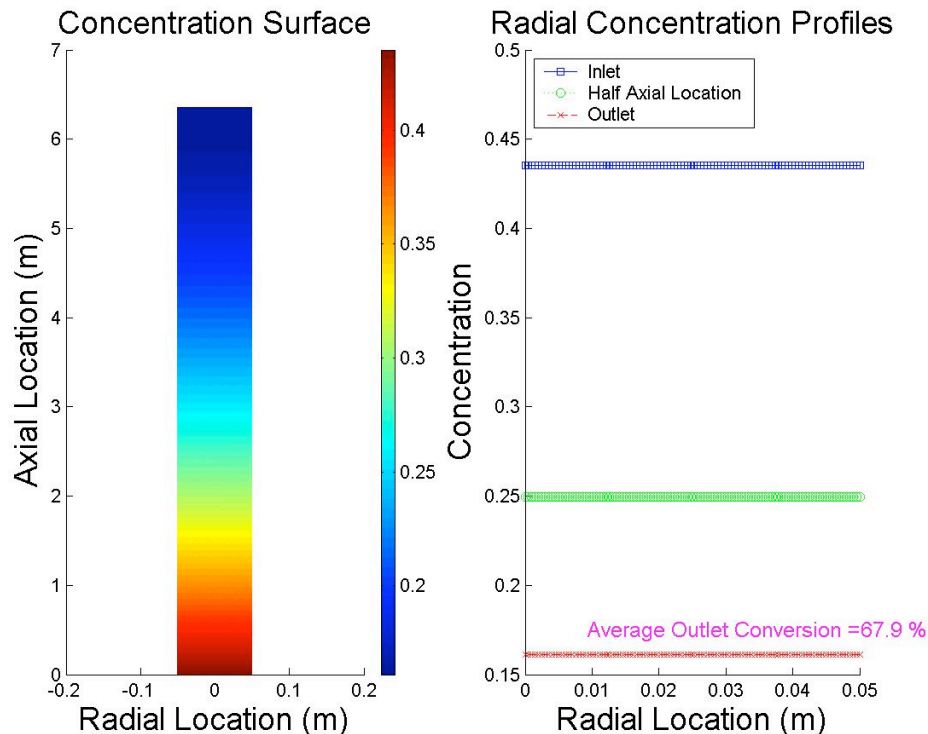 Concentration Surface
7
6
5
4
3
2
1
0
-0.2 -0.1 0 0.1 0.2
Axial Location (m)
Radial Location (m)
0.4
0.35
0.3
0.25
0.2
Radial Concentration Profiles
Inlet
Half Axial Location
Outlet
0.5
0.45
0.4
0.35
0.3
0.25
0.2
0.15
Concentration
Average Outlet Conversion =67.9 %
0 0.01 0.02 0.03 0.04 0.05
Radial Location (m)